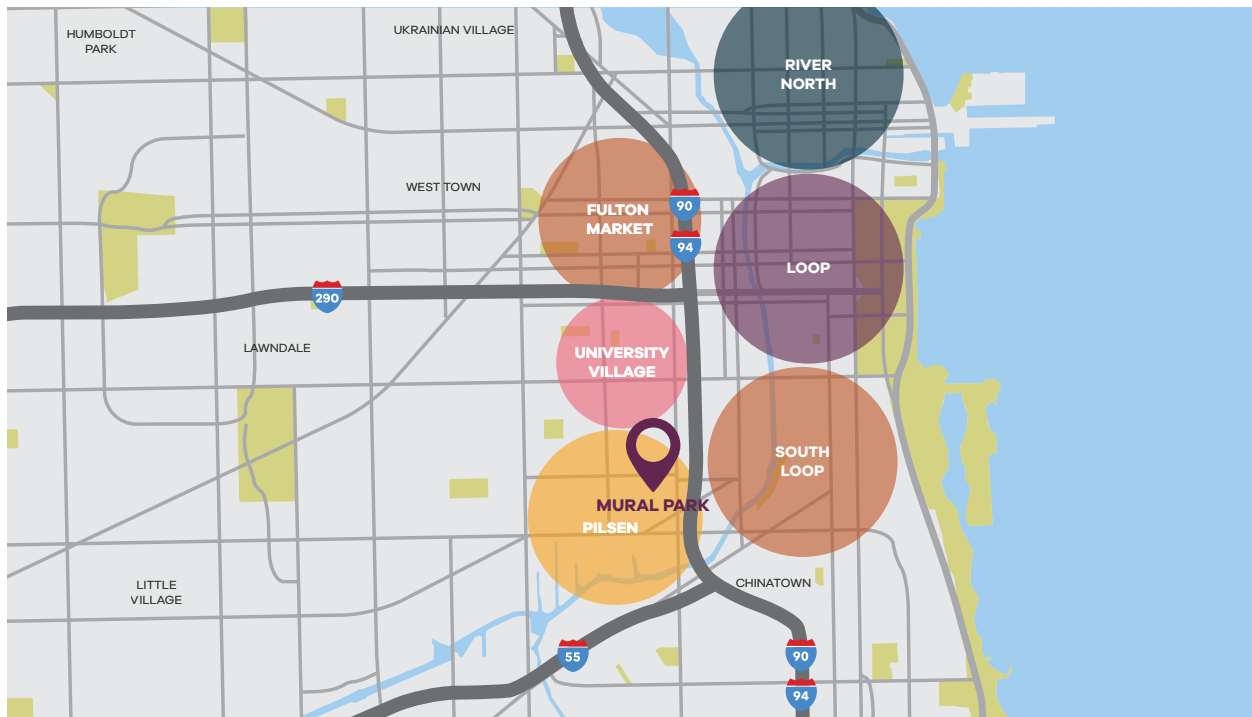 HUMBOLDT
PARK
UKRAINIAN VILLAGE
RIVER
NORTH
WEST TOWN
FULTON
MARKET
90
94
LOOP
290
LAWNDALE
UNIVERSITY
VILLAGE
SOUTH
LOOP
MURAL PARK
PILSEN
LITTLE
VILLAGE
CHINATOWN
55
90
94